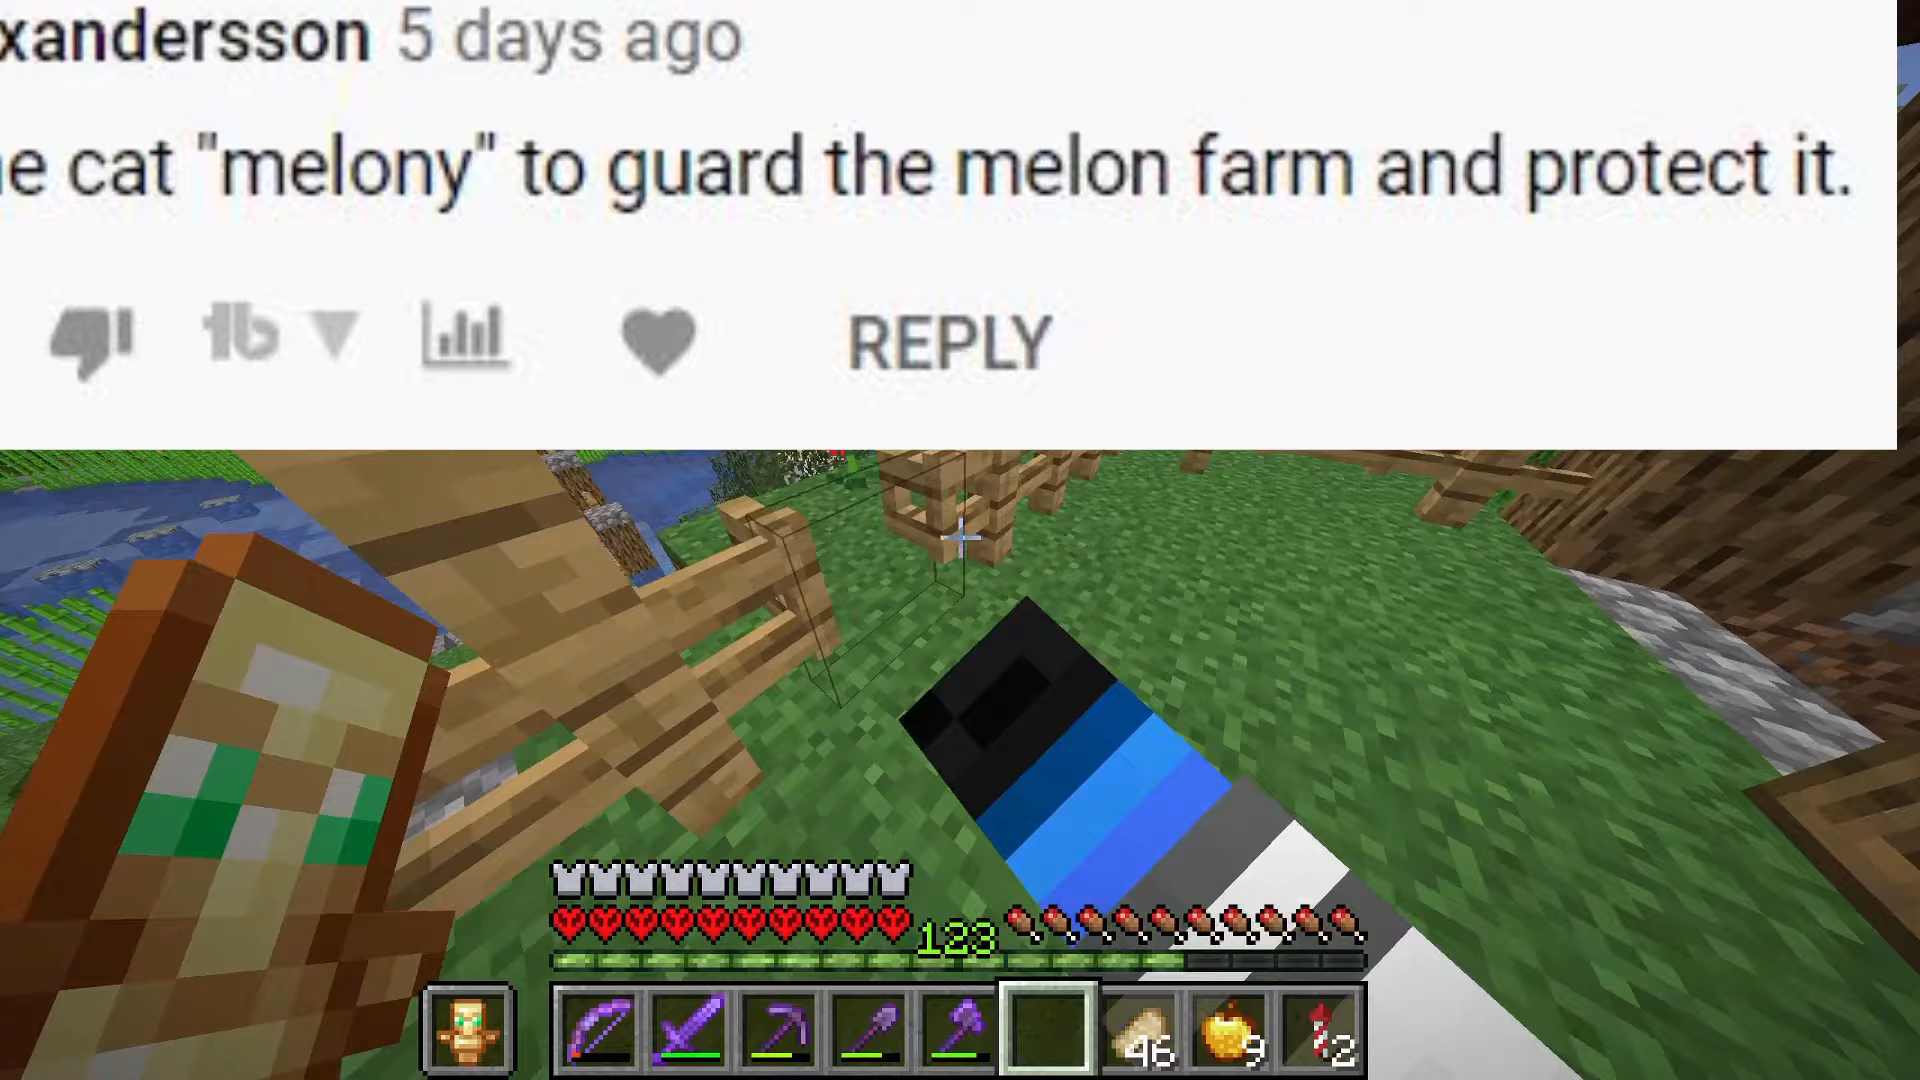 xandersson 5 days ago
cat "melony" to guard the melon farm and protect it.
REPLY
123
46
9
2